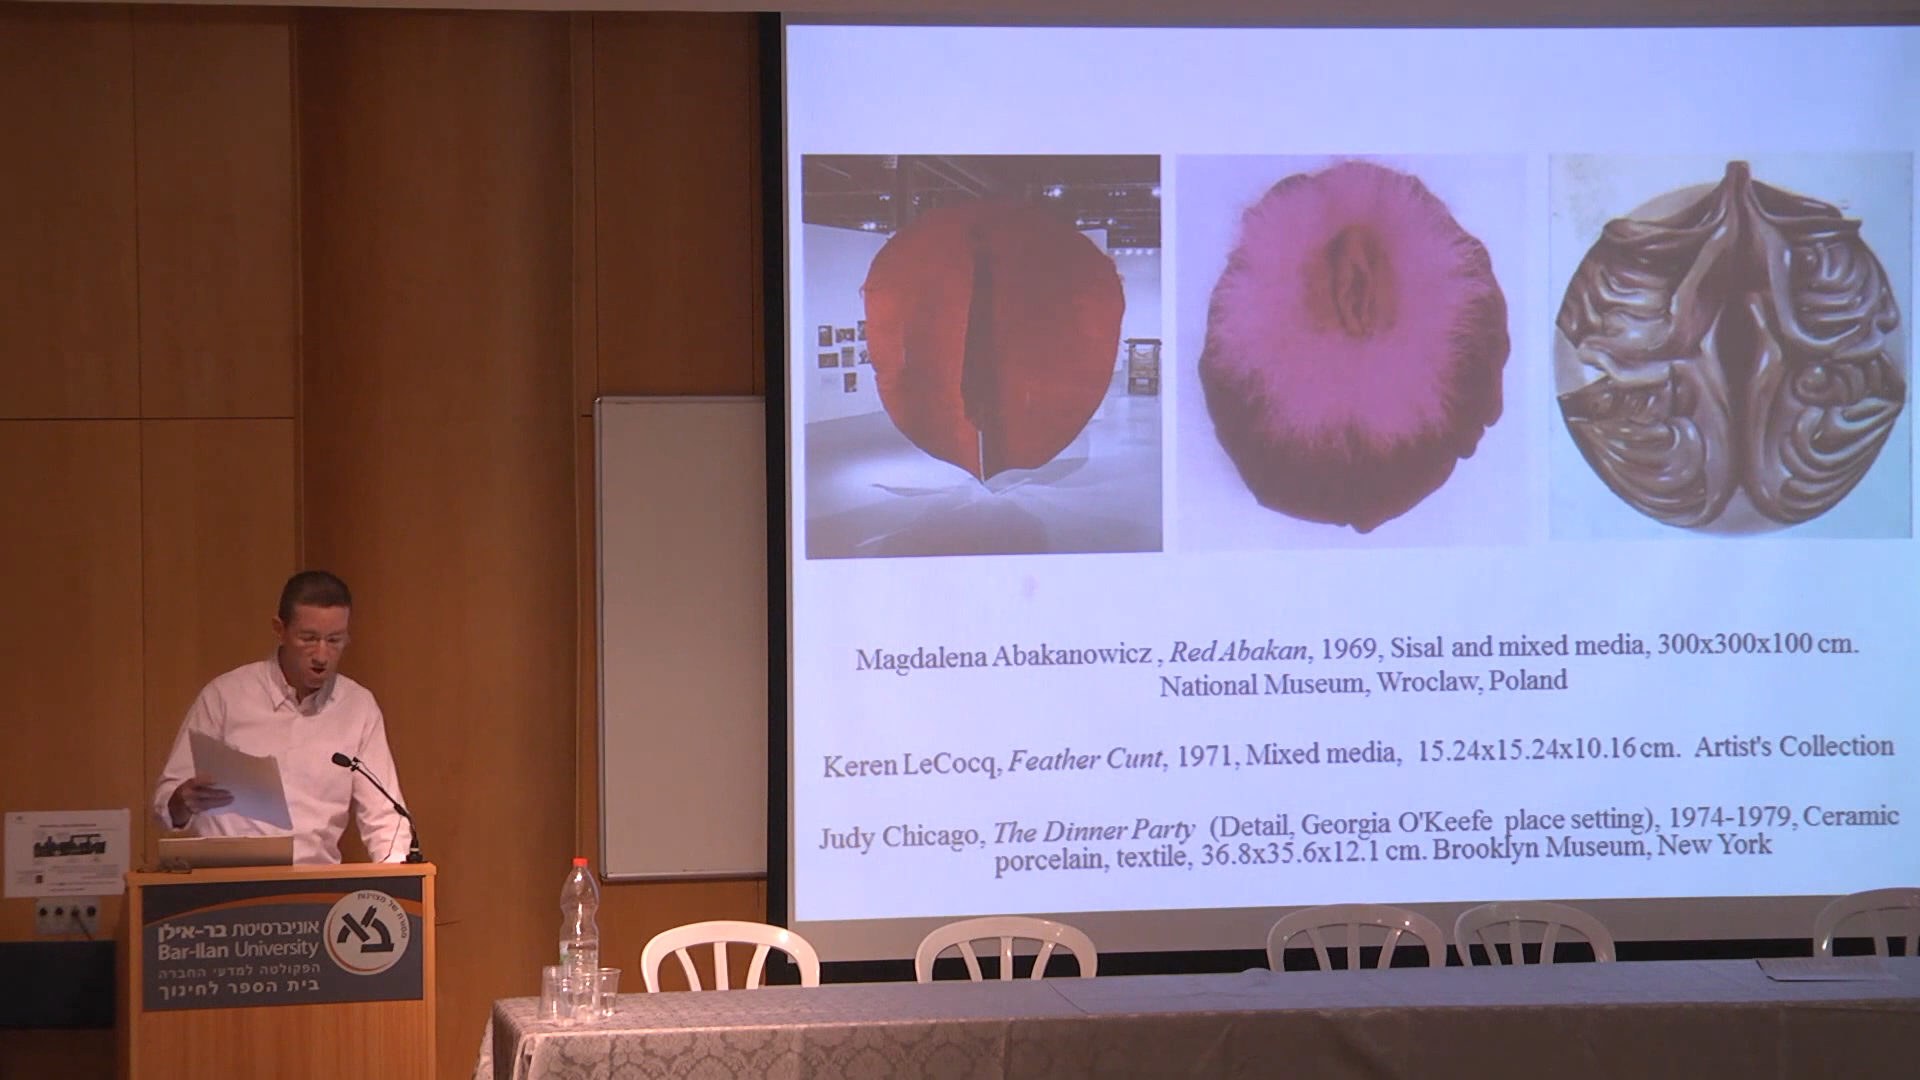 Magdalena Abakanowicz, Red Abakan, 1969, Sisal and mixed media, 300x300x100 cm.
National Museum, Wroclaw, Poland
Keren LeCocq, Feather Cunt, 1971, Mixed media, 15.24x15.24x10.16 cm. Artist's Collection
Judy Chicago, The Dinner Party (Detail, Georgia O'Keefe place setting), 1974-1979, Ceramic
porcelain, textile, 36.8x35.6x12.1 cm. Brooklyn Museum, New York
אוניברסיטת בר-אילן
Bar-Ilan University
הפקולטה למדעי החברה
בית הספר לחינוך
מסורת של מצוינות